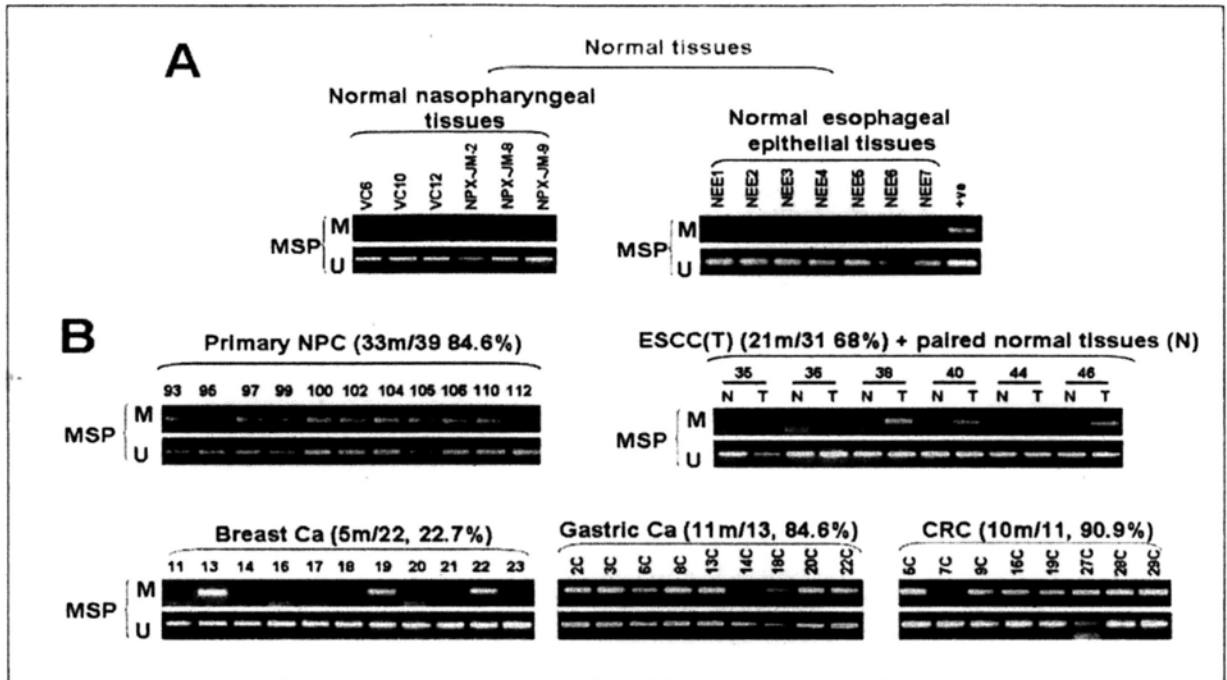 A
Normal tissues
Normal nasopharyngeal
tissues
VC6 VC10 VC12 NPX-JM-2 NPX-JM-8 NPX-JM-9
MSP M
U
Normal esophageal
epithelial tissues
NEE1 NEE2 NEE3 NEE4 NEE5 NEE6 NEE7 +ve
MSP M
U
B
Primary NPC (33m/39 84.6%)
93 95 97 99 100 102 104 105 106 110 112
MSP M
U
ESCC(T) (21m/31 68%) + paired normal tissues (N)
35 36 38 40 44 46
N T N T N T N T N T N T
MSP M
U
Breast Ca (5m/22, 22.7%)
11 13 14 16 17 18 19 20 21 22 23
MSP M
U
Gastric Ca (11m/13, 84.6%)
2C 3C 6C 8C 13C 14C 18C 20C 22C
CRC (10m/11, 90.9%)
6C 7C 9C 16C 19C 27C 28C 29C